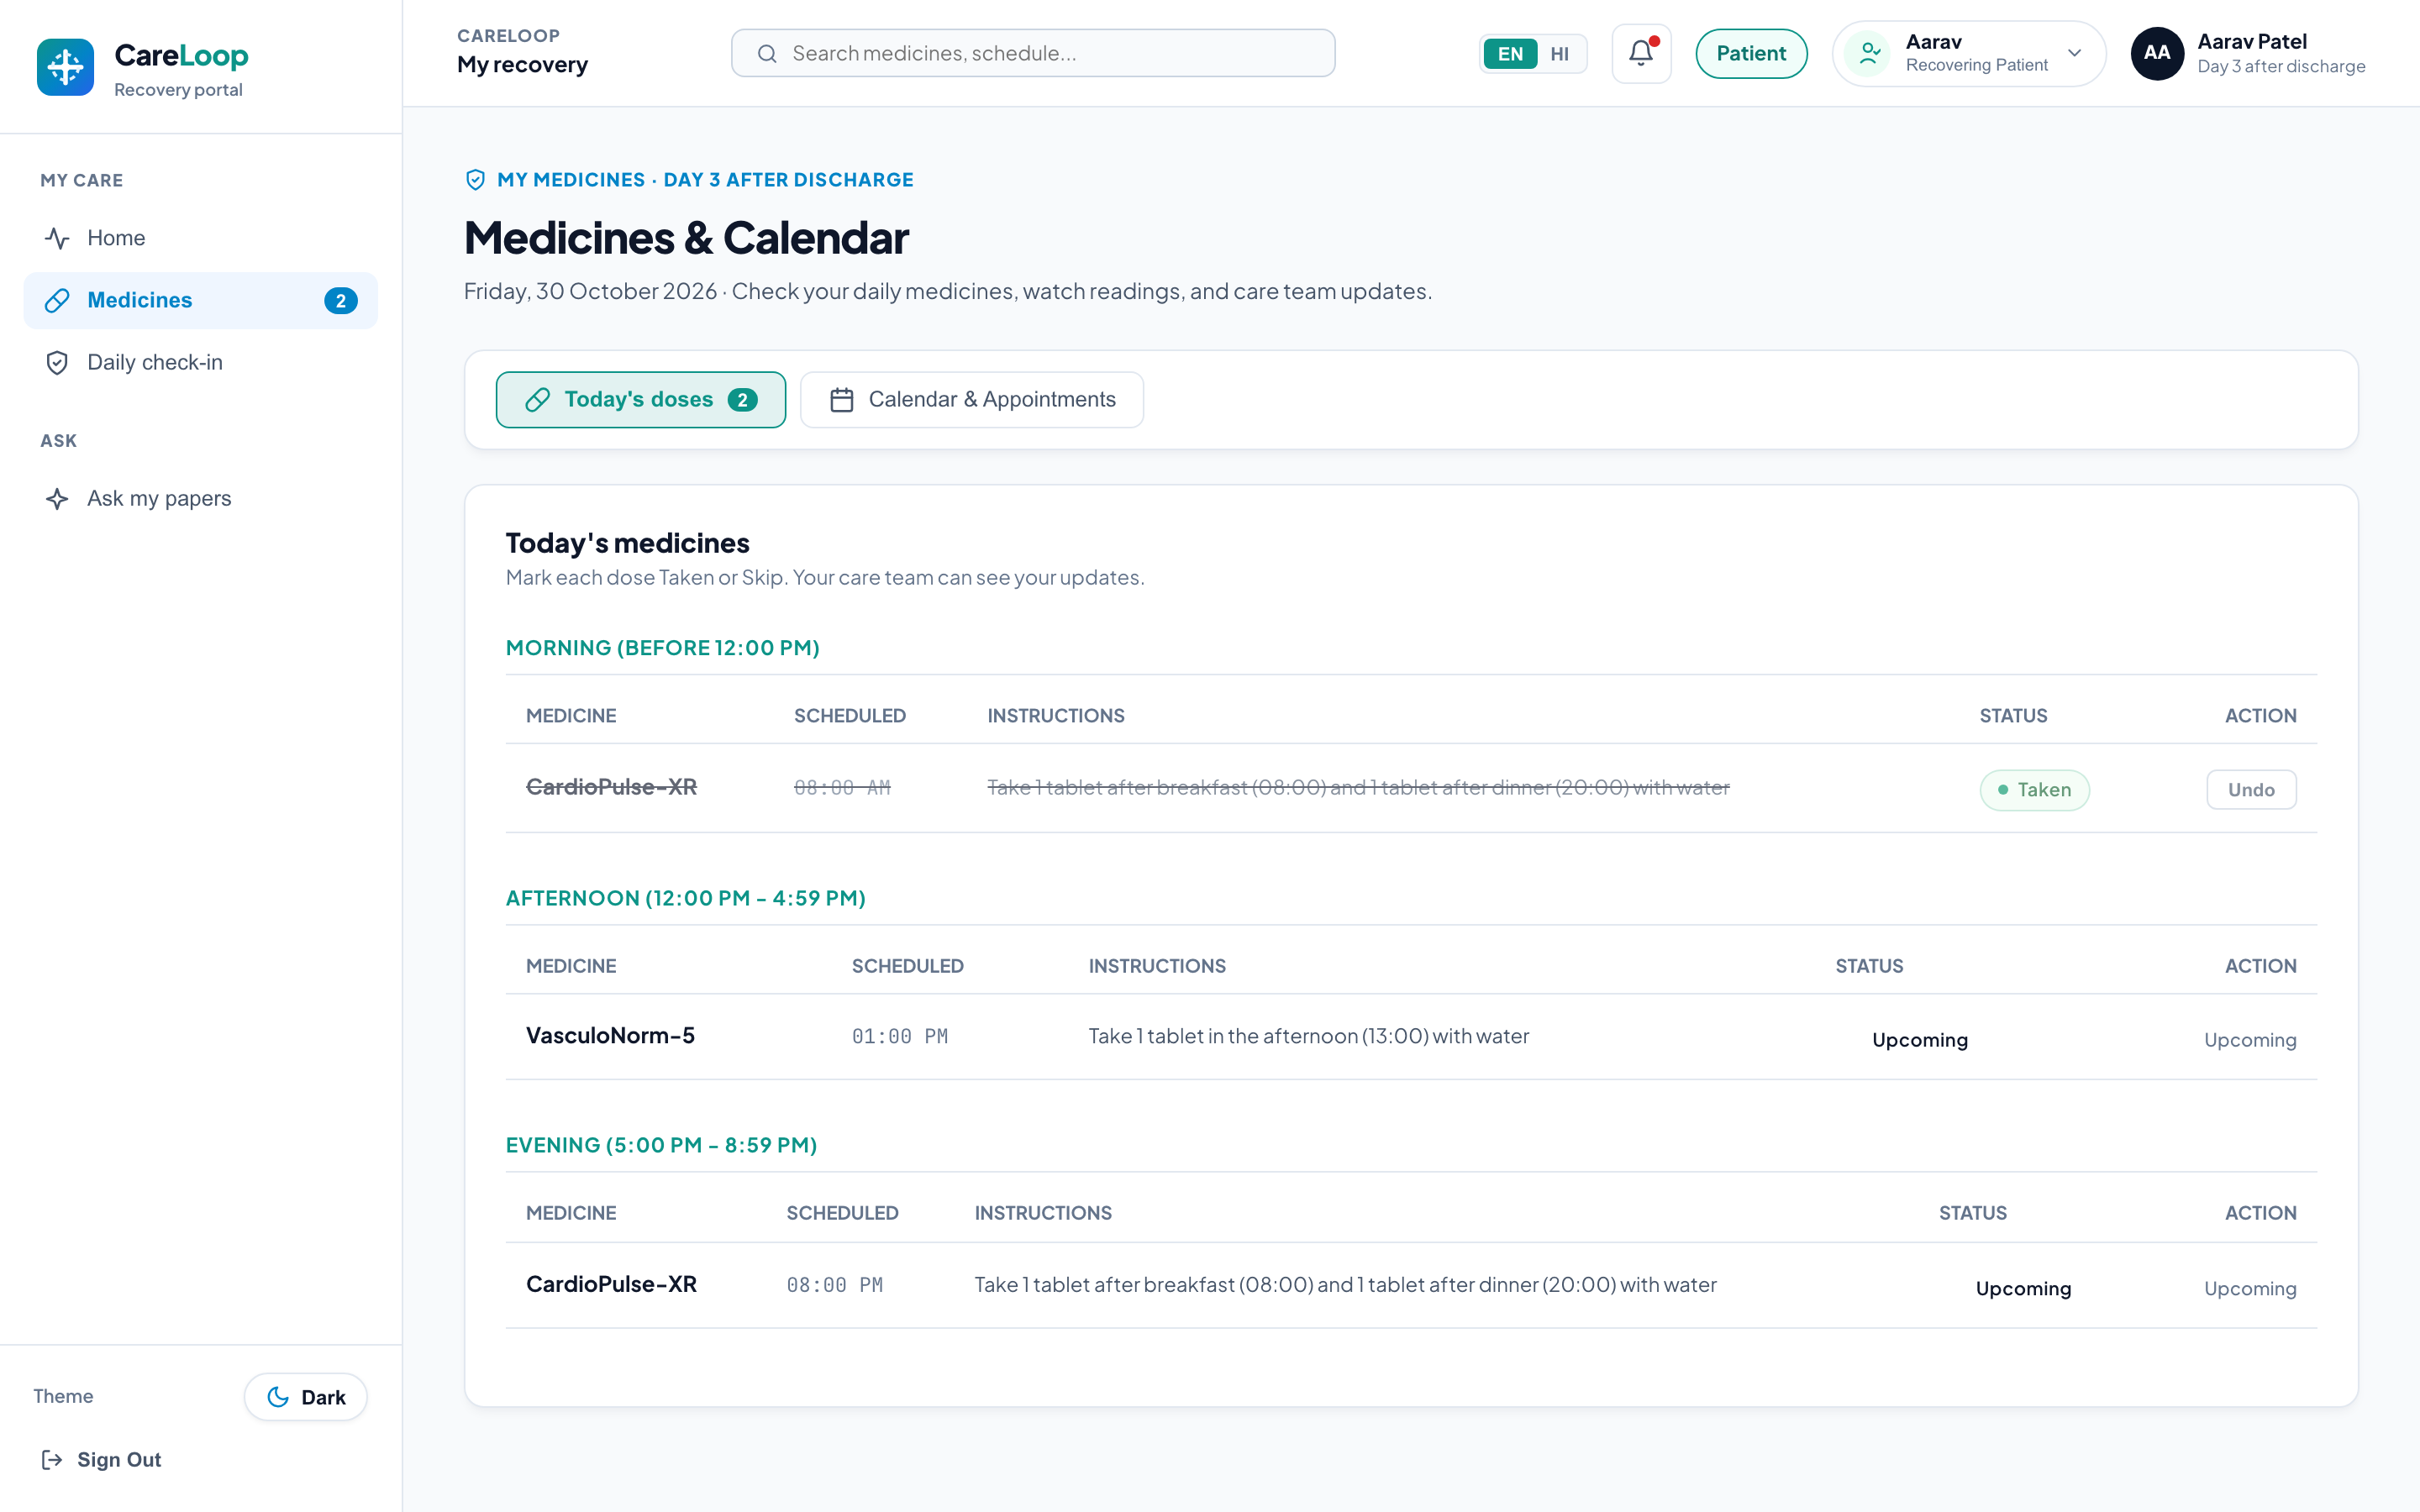 CareLoop
Recovery portal
MY CARE
Home
Medicines 2
Daily check-in
ASK
Ask my papers
Theme Dark
Sign Out
CARELOOP
My recovery
Search medicines, schedule...
EN HI
Patient
Aarav
Recovering Patient
AA
Aarav Patel
Day 3 after discharge
MY MEDICINES · DAY 3 AFTER DISCHARGE
Medicines & Calendar
Friday, 30 October 2026 · Check your daily medicines, watch readings, and care team updates.
Today's doses 2 Calendar & Appointments
Today's medicines
Mark each dose Taken or Skip. Your care team can see your updates.
MORNING (BEFORE 12:00 PM)
MEDICINE SCHEDULED INSTRUCTIONS STATUS ACTION
CardioPulse-XR 08:00 AM Take 1 tablet after breakfast (08:00) and 1 tablet after dinner (20:00) with water Taken Undo
AFTERNOON (12:00 PM – 4:59 PM)
MEDICINE SCHEDULED INSTRUCTIONS STATUS ACTION
VasculoNorm-5 01:00 PM Take 1 tablet in the afternoon (13:00) with water Upcoming Upcoming
EVENING (5:00 PM – 8:59 PM)
MEDICINE SCHEDULED INSTRUCTIONS STATUS ACTION
CardioPulse-XR 08:00 PM Take 1 tablet after breakfast (08:00) and 1 tablet after dinner (20:00) with water Upcoming Upcoming